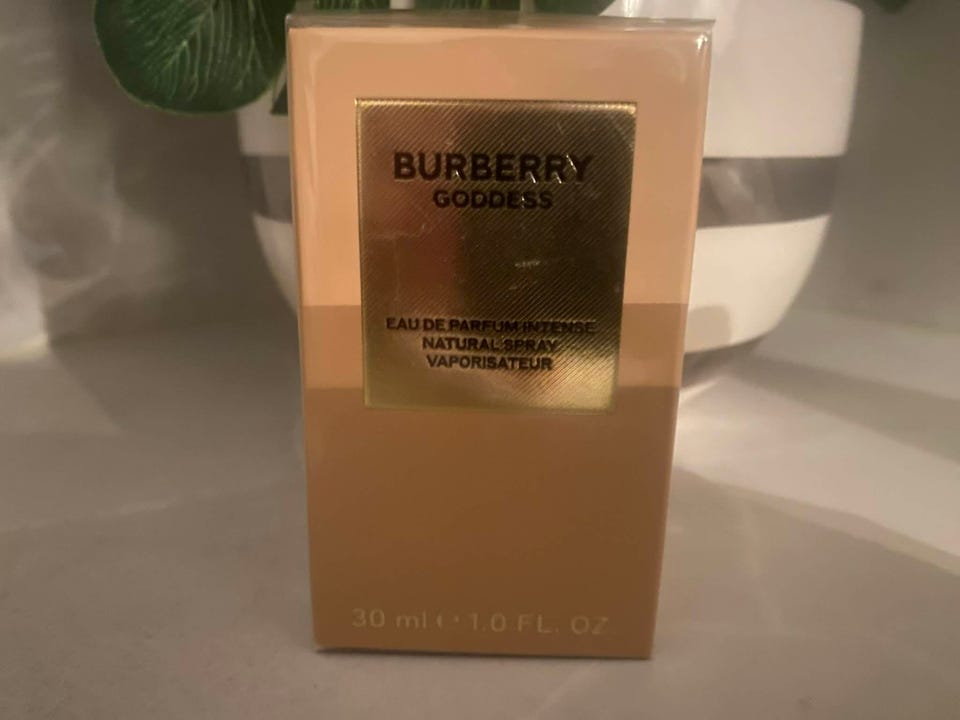 BURBERRY
GODDESS
EAU DE PARFUM INTENSE
NATURAL SPRAY
VAPORISATEUR
30 ml ℮ 1.0 FL. OZ